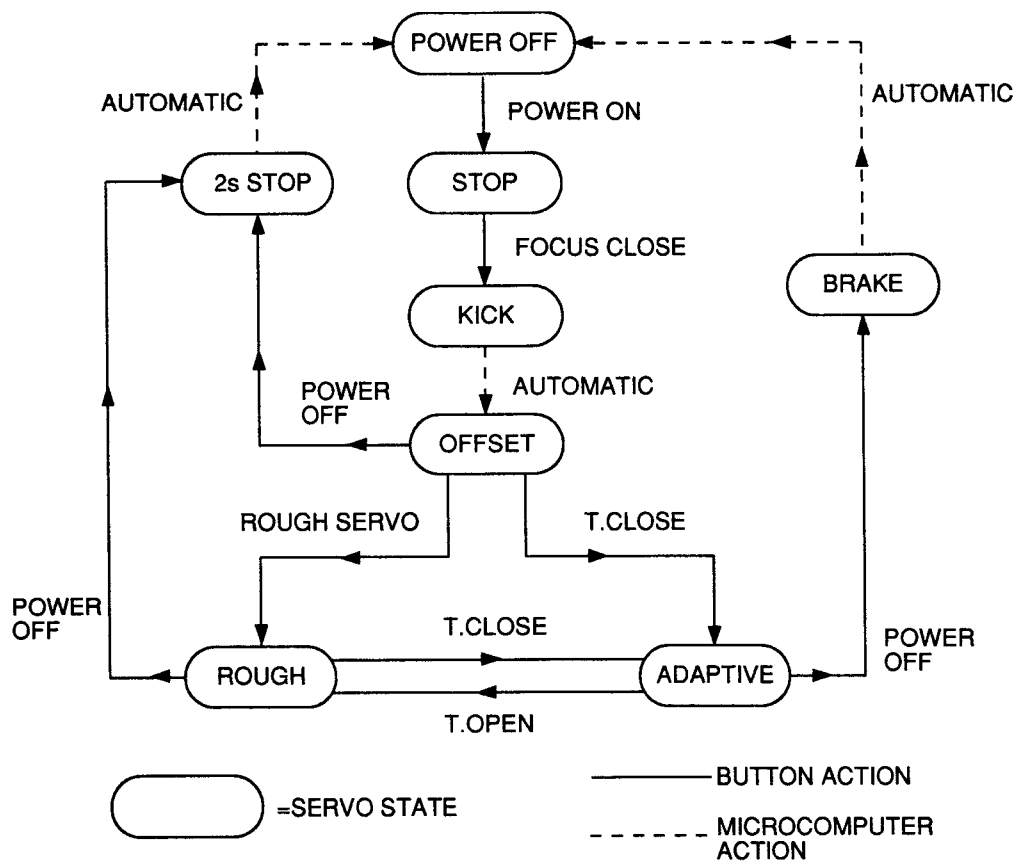 POWER OFF
AUTOMATIC
AUTOMATIC
POWER ON
2s STOP
STOP
FOCUS CLOSE
BRAKE
KICK
AUTOMATIC
POWER
OFF
OFFSET
ROUGH SERVO
T.CLOSE
POWER
OFF
T.CLOSE
POWER
OFF
ROUGH
ADAPTIVE
T.OPEN
BUTTON ACTION
=SERVO STATE
MICROCOMPUTER
ACTION